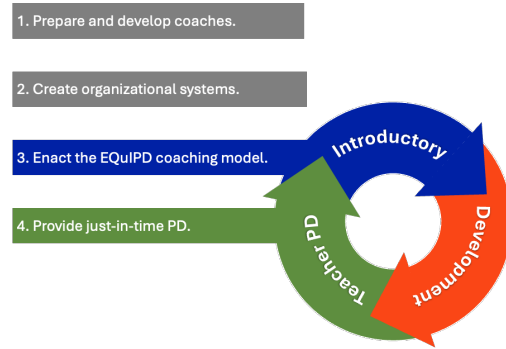 1. Prepare and develop coaches.
2. Create organizational systems.
3. Enact the EQuIPD coaching model.
4. Provide just-in-time PD.
Introductory
Development
Teacher PD